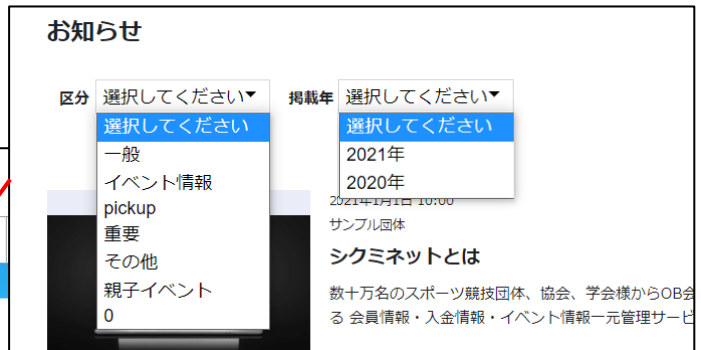 お知らせ
区分 選択してください▼ 掲載年 選択してください▼
選択してください
一般
イベント情報
pickup
重要
その他
親子イベント
0
選択してください
2021年
2020年
2021年1月1日 10:00
サンプル団体
シクミネットとは
数十万名のスポーツ競技団体、協会、学会様からOB会
る 会員情報・入金情報・イベント情報一元管理サービ